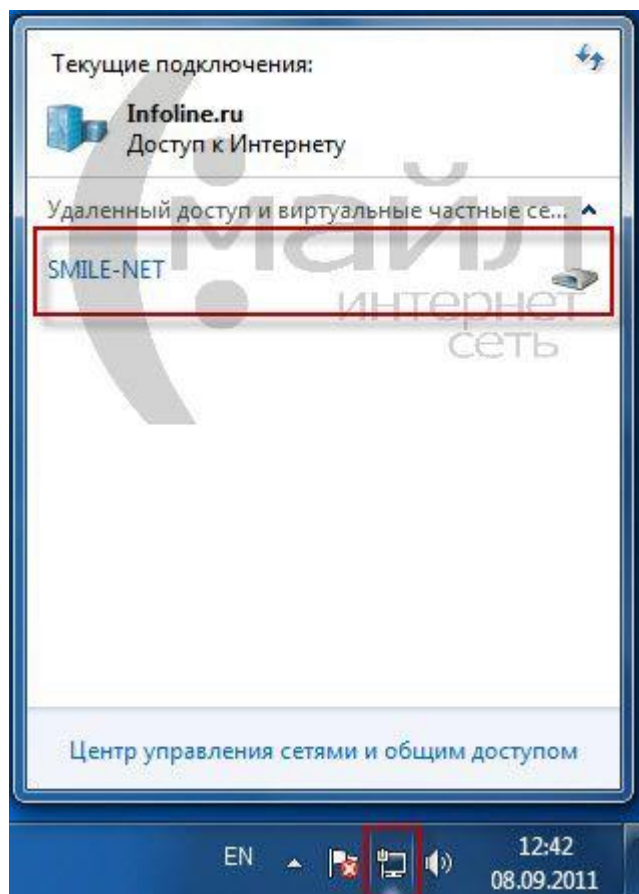 Текущие подключения:
Infoline.ru
Доступ к Интернету
Удаленный доступ и виртуальные частные се...
SMILE-NET
(майл
интернет
сеть
Центр управления сетями и общим доступом
EN
12:42
08.09.2011